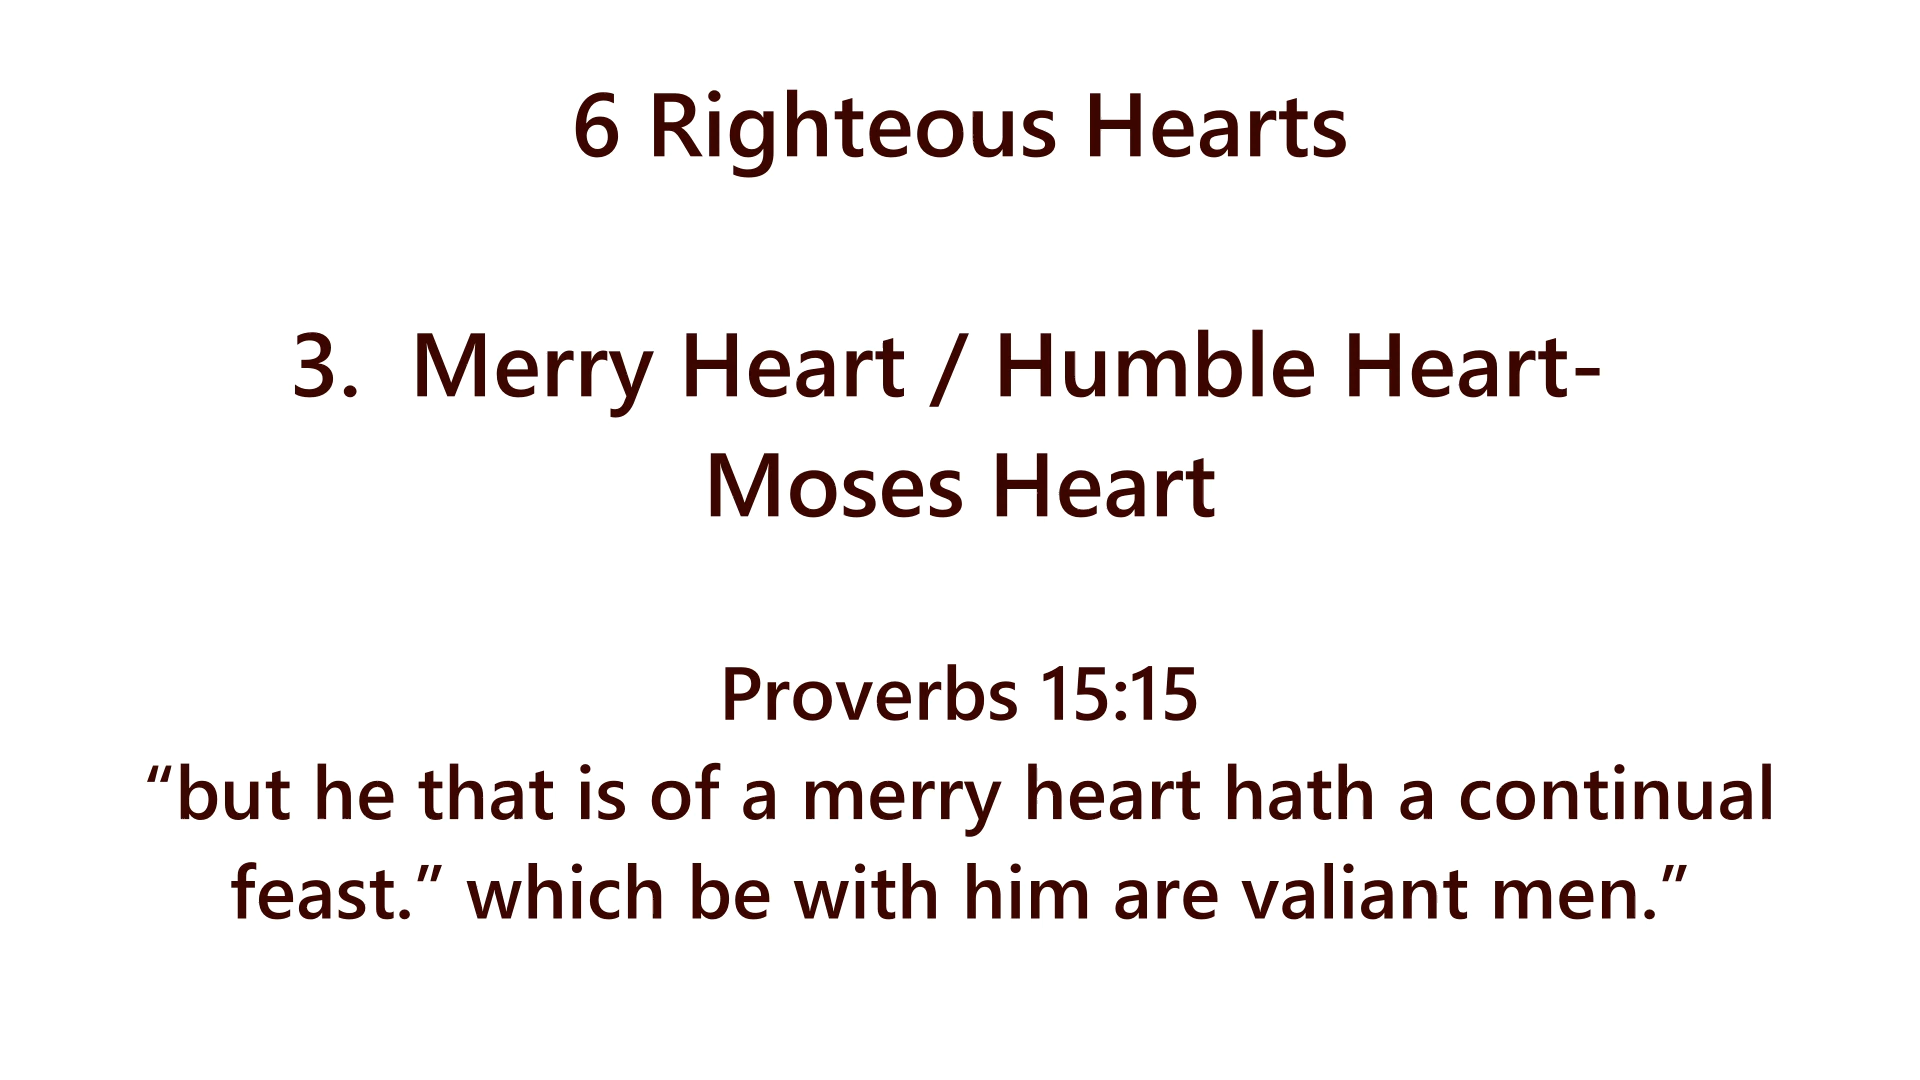 6 Righteous Hearts
3.  Merry Heart / Humble Heart-
Moses Heart
Proverbs 15:15
“but he that is of a merry heart hath a continual
feast.” which be with him are valiant men.”